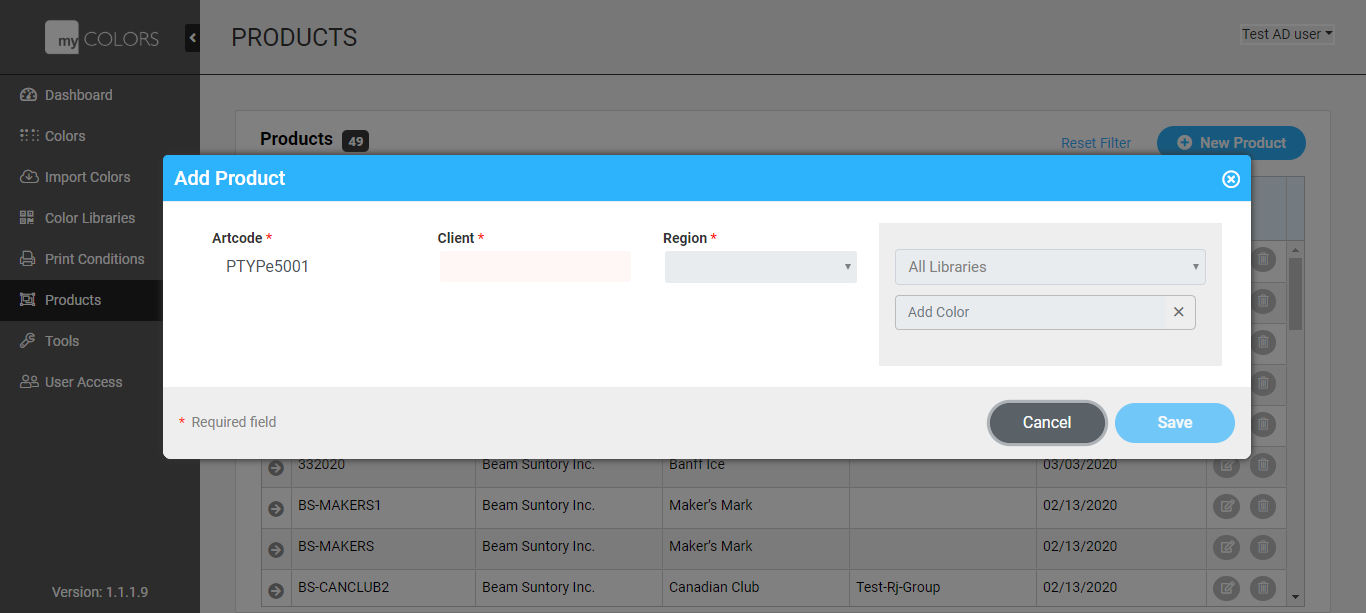 my COLORS
PRODUCTS
Test AD user
Dashboard
Colors
Import Colors
Color Libraries
Print Conditions
Products
Tools
User Access
Version: 1.1.1.9
Products 49
Reset Filter
New Product
Add Product
Artcode *
Client *
Region *
PTYPe5001
All Libraries
Add Color
* Required field
Cancel
Save
332020 Beam Suntory Inc. Banff Ice 03/03/2020
BS-MAKERS1 Beam Suntory Inc. Maker's Mark 02/13/2020
BS-MAKERS Beam Suntory Inc. Maker's Mark 02/13/2020
BS-CANCLUB2 Beam Suntory Inc. Canadian Club Test-Rj-Group 02/13/2020